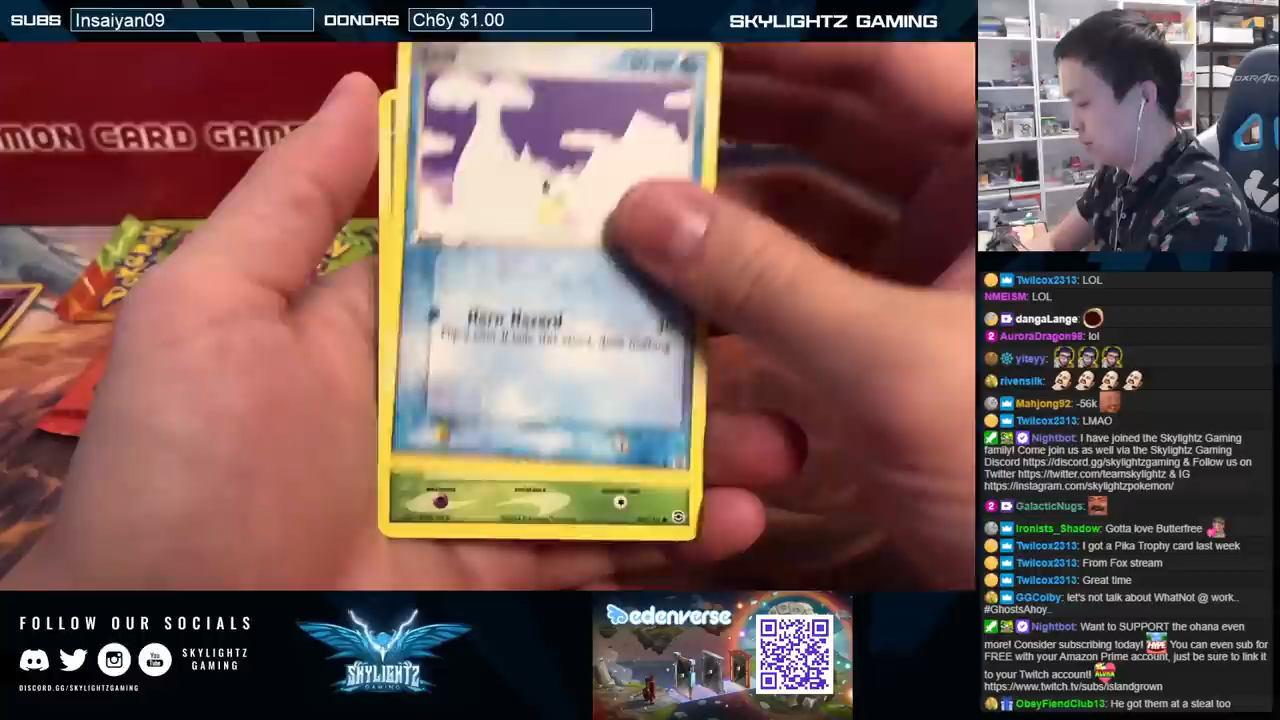 SUBS Insaiyan09 DONORS Ch6y $1.00 SKYLIGHTZ GAMING
MON CARD GAM
Horn Hazard
Twilcox2313: LOL
NMEISM: LOL
dangaLange:
AuroraDragon98: lol
yiteyy:
rivensilk:
Mahjong92: -56k
Twilcox2313: LMAO
Nightbot: I have joined the Skylightz Gaming
family! Come join us as well via the Skylightz Gaming
Discord https://discord.gg/skylightzgaming & Follow us on
Twitter https://twitter.com/teamskylightz & IG
https://instagram.com/skylightzpokemon/
GalacticNugs:
Ironists_Shadow: Gotta love Butterfree
Twilcox2313: I got a Pika Trophy card last week
Twilcox2313: From Fox stream
Twilcox2313: Great time
GGColby: let's not talk about WhatNot @ work..
#GhostsAhoy..
Nightbot: Want to SUPPORT the ohana even
more! Consider subscribing today! You can even sub for
FREE with your Amazon Prime account, just be sure to link it
to your Twitch account!
https://www.twitch.tv/subs/islandgrown
ObeyFiendClub13: He got them at a steal too
FOLLOW OUR SOCIALS
You Tube
SKYLIGHTZ
GAMING
DISCORD.GG/SKYLIGHTZGAMING
SKYLIGHTZ
GAMING
edenverse